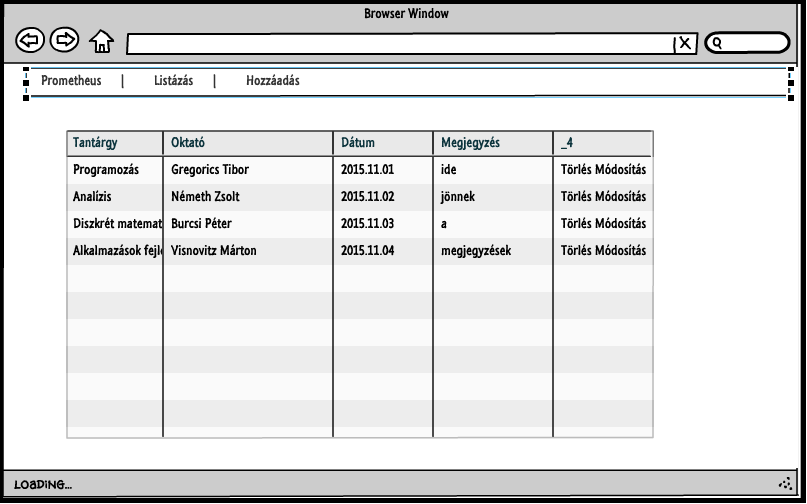 Browser Window
X
Prometheus | Listázás | Hozzáadás
Tantárgy Oktató Dátum Megjegyzés _4
Programozás Gregorics Tibor 2015.11.01 ide Törlés Módosítás
Analízis Németh Zsolt 2015.11.02 jönnek Törlés Módosítás
Diszkrét matemat Burcsi Péter 2015.11.03 a Törlés Módosítás
Alkalmazások fejle Visnovitz Márton 2015.11.04 megjegyzések Törlés Módosítás
LOADING...